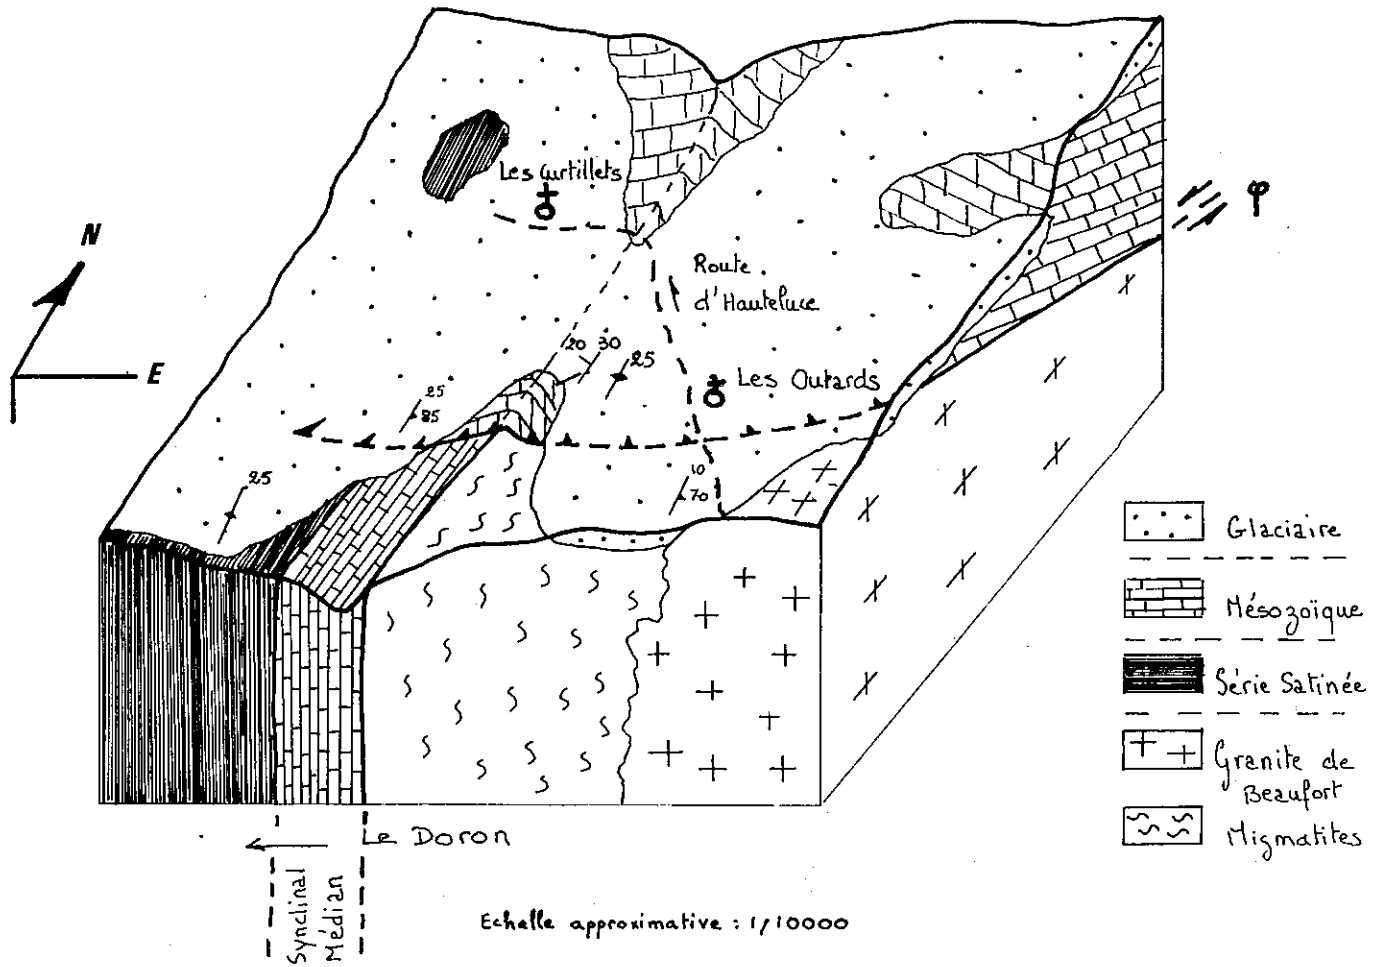 φ
Les Curtillets
N
E
Route
d'Hauteluce
20 30
25
Les Outards
25
85
25
10
70
Glaciaire
Mésozoïque
Série Satinée
Granite de
Beaufort
Migmatites
Le Doron
Synclinal
Médian
Echelle approximative : 1/10000